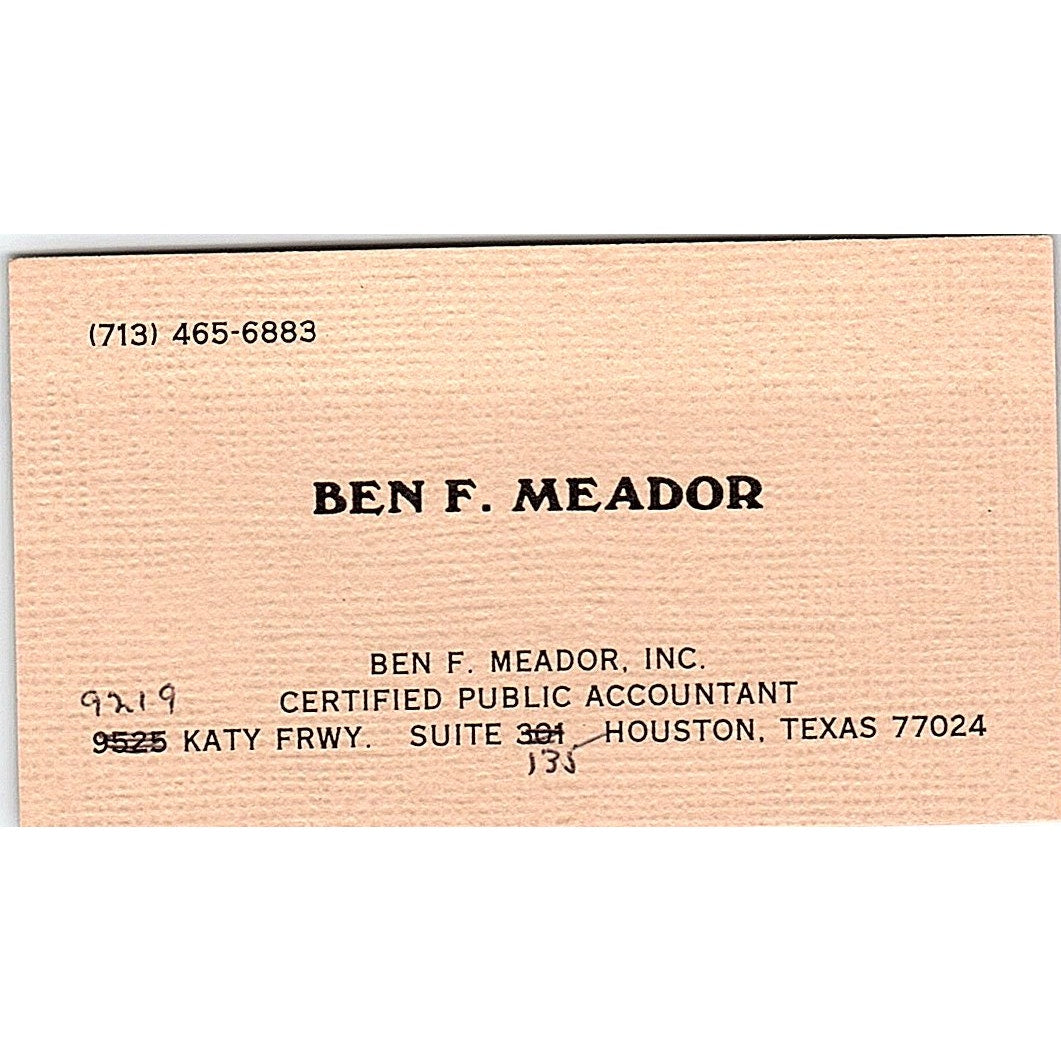 (713) 465-6883
BEN F. MEADOR
BEN F. MEADOR, INC.
9219 CERTIFIED PUBLIC ACCOUNTANT
9525 KATY FRWY. SUITE 301 HOUSTON, TEXAS 77024
135